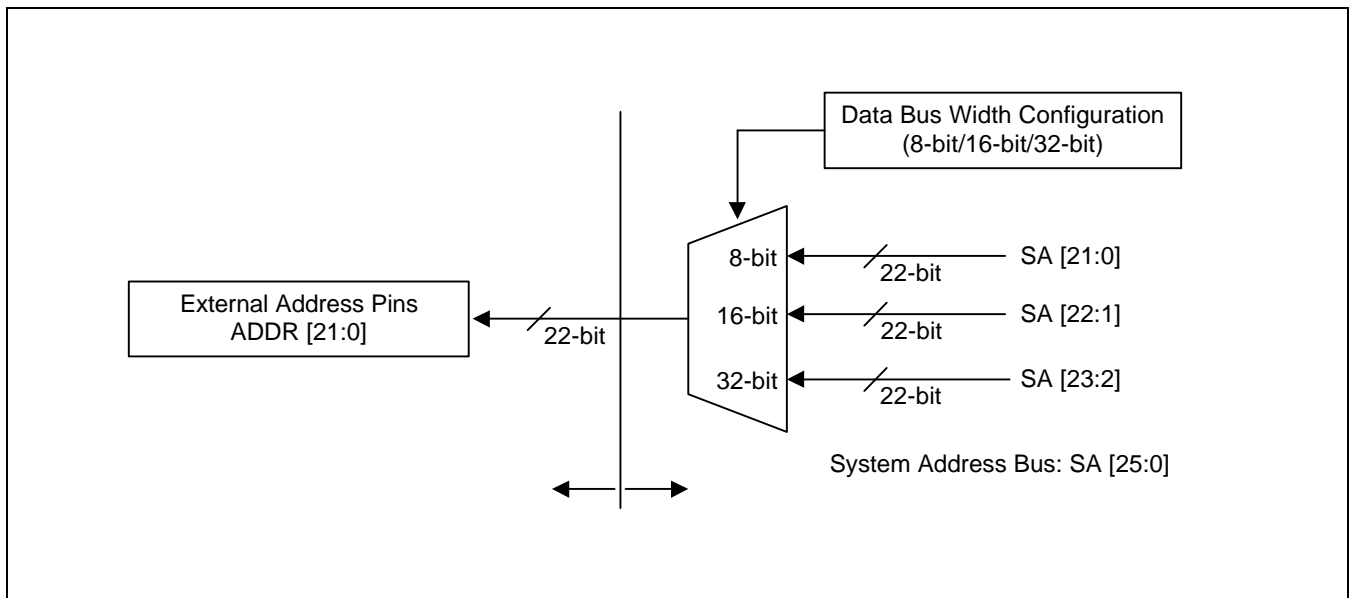 Data Bus Width Configuration
(8-bit/16-bit/32-bit)
8-bit
22-bit
SA [21:0]
External Address Pins
ADDR [21:0]
22-bit
16-bit
22-bit
SA [22:1]
32-bit
22-bit
SA [23:2]
System Address Bus: SA [25:0]